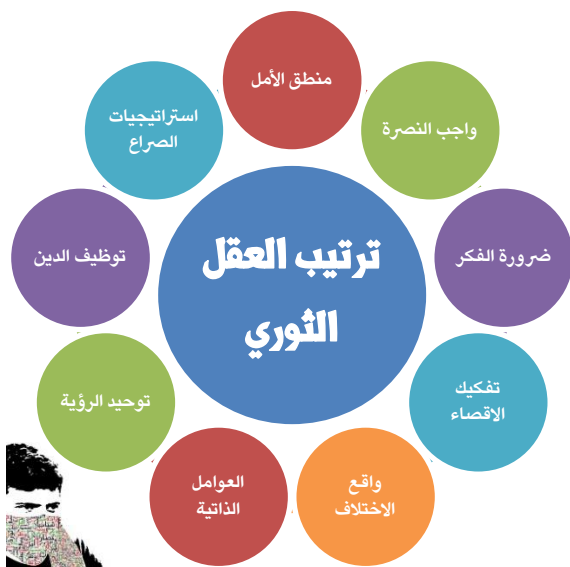 ترتيب العقل
الثوري
منطق الأمل
واجب النصرة
ضرورة الفكر
تفكيك
الاقصاء
واقع
الاختلاف
العوامل
الذاتية
توحيد الرؤية
توظيف الدين
استراتيجيات
الصراع